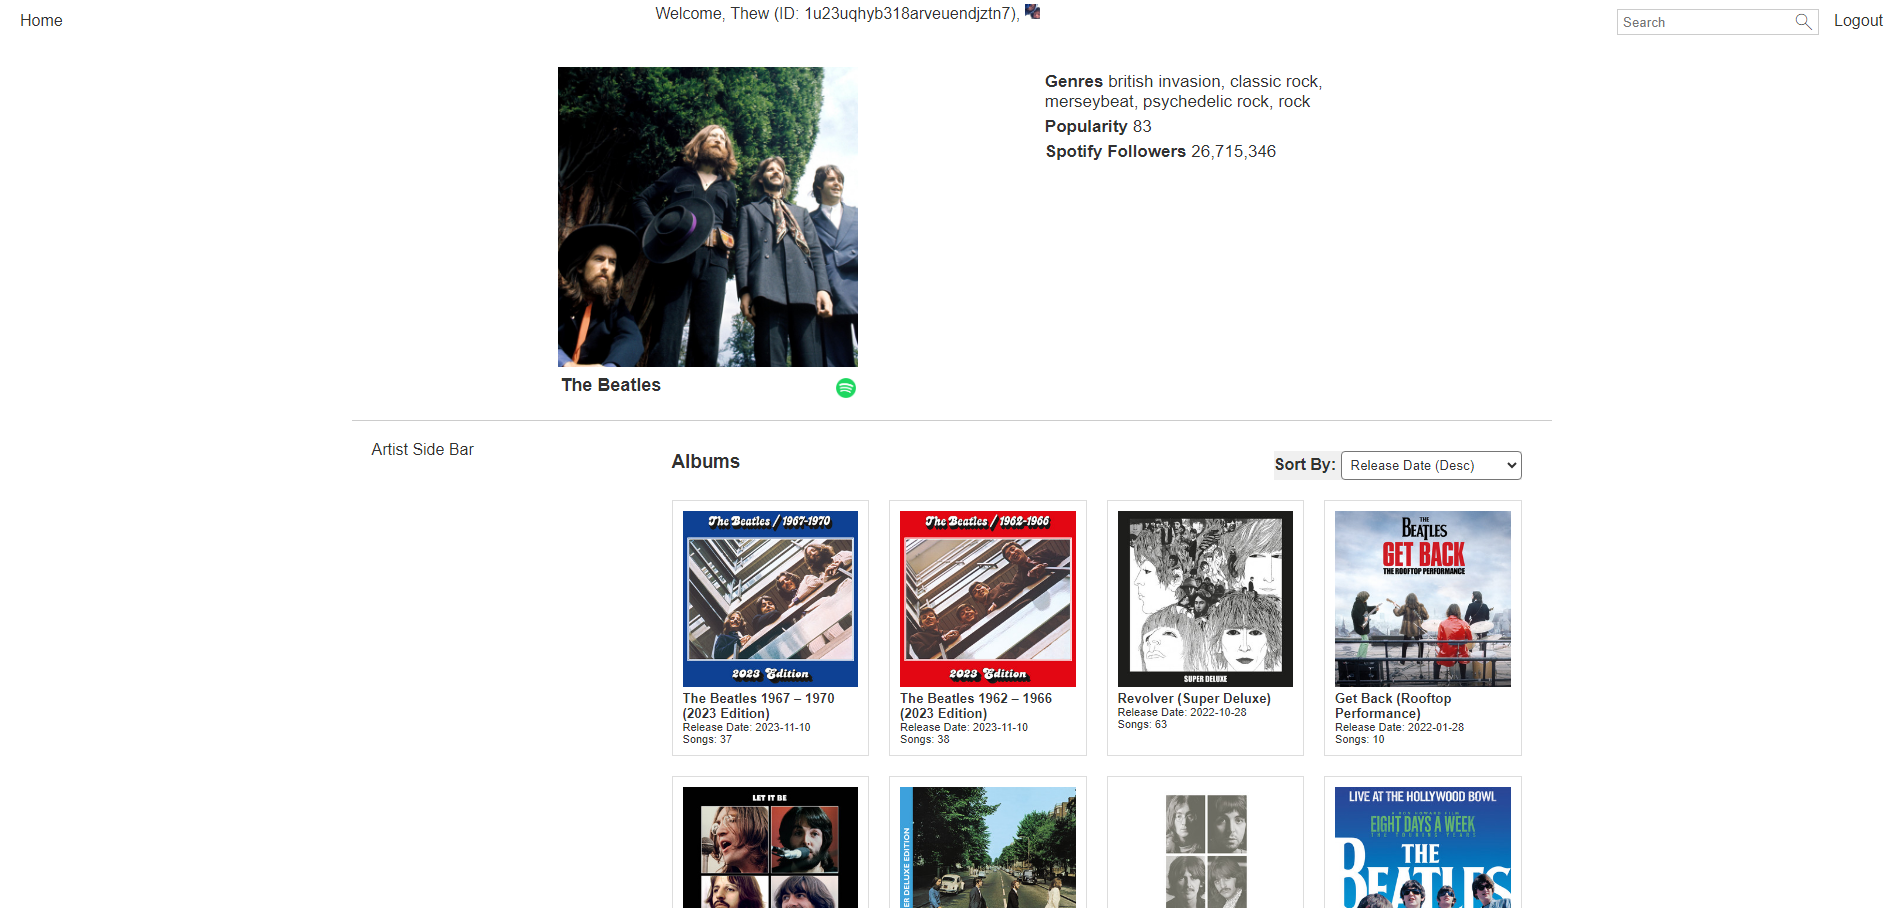 Home
Welcome, Thew (ID: 1u23uqhyb318arveuendjztn7),
Search
Logout
Genres british invasion, classic rock,
merseybeat, psychedelic rock, rock
Popularity 83
Spotify Followers 26,715,346
The Beatles
Artist Side Bar
Albums
Sort By:
Release Date (Desc)
The Beatles / 1967-1970
2023 Edition
The Beatles 1967 – 1970
(2023 Edition)
Release Date: 2023-11-10
Songs: 37
The Beatles / 1962-1966
2023 Edition
The Beatles 1962 – 1966
(2023 Edition)
Release Date: 2023-11-10
Songs: 38
SUPER DELUXE
Revolver (Super Deluxe)
Release Date: 2022-10-28
Songs: 63
THE
BEATLES
GET BACK
THE ROOFTOP PERFORMANCE
Get Back (Rooftop
Performance)
Release Date: 2022-01-28
Songs: 10
LET IT BE
ER DELUXE EDITION
LIVE AT THE HOLLYWOOD BOWL
EIGHT DAYS A WEEK
THE TOURING YEARS
THE
BEATLES